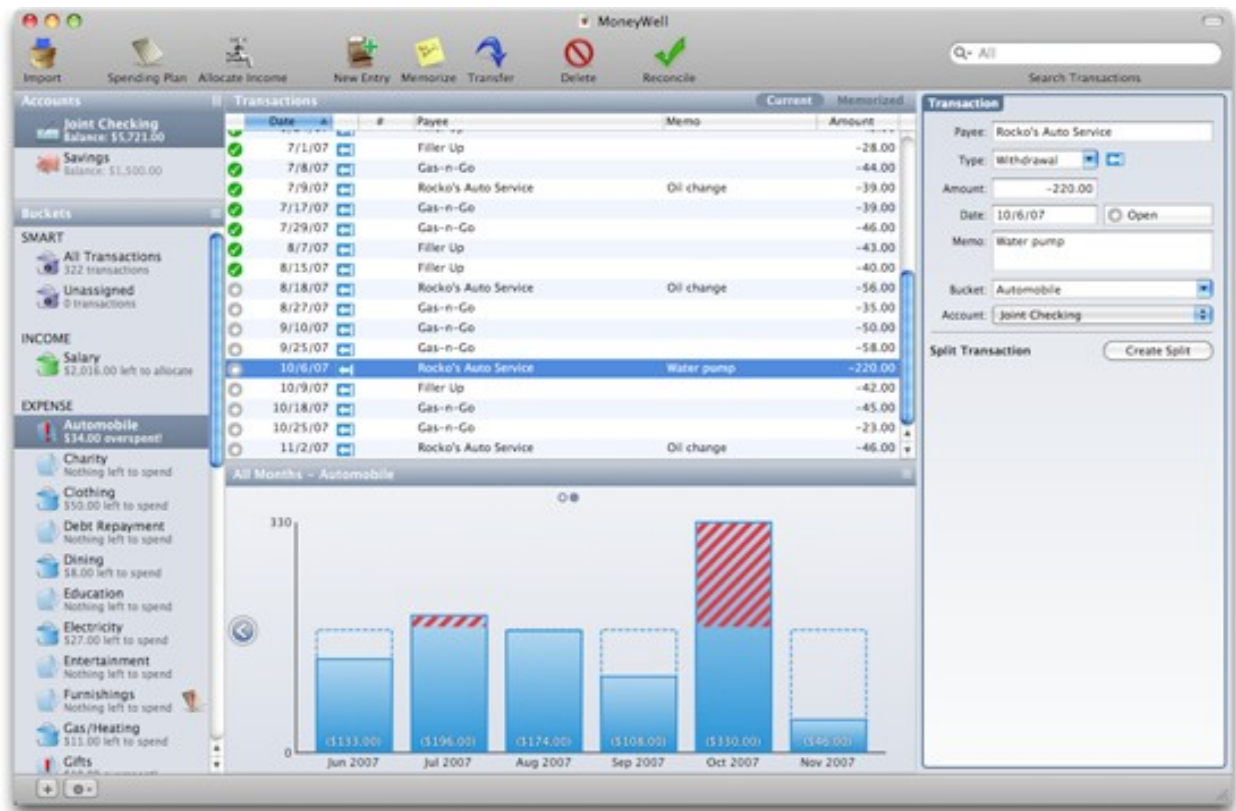 MoneyWell
Import
Spending Plan
Allocate Income
New Entry
Memorize
Transfer
Delete
Reconcile
All
Search Transactions
Accounts
Joint Checking
Balance: $5,721.00
Savings
Balance: $1,500.00
Buckets
SMART
All Transactions
322 transactions
Unassigned
0 transactions
INCOME
Salary
$2,016.00 left to allocate
EXPENSE
Automobile
$34.00 overspent!
Charity
Nothing left to spend
Clothing
$50.00 left to spend
Debt Repayment
Nothing left to spend
Dining
$8.00 left to spend
Education
Nothing left to spend
Electricity
$27.00 left to spend
Entertainment
Nothing left to spend
Furnishings
Nothing left to spend
Gas/Heating
$11.00 left to spend
Gifts
Transactions Current Memorized
Date # Payee Memo Amount
7/1/07 Filler Up -28.00
7/8/07 Gas-n-Go -44.00
7/9/07 Rocko's Auto Service Oil change -39.00
7/17/07 Gas-n-Go -39.00
7/29/07 Gas-n-Go -46.00
8/7/07 Filler Up -43.00
8/15/07 Filler Up -40.00
8/18/07 Rocko's Auto Service Oil change -56.00
8/27/07 Gas-n-Go -35.00
9/10/07 Gas-n-Go -50.00
9/25/07 Gas-n-Go -58.00
10/6/07 Rocko's Auto Service Water pump -220.00
10/9/07 Filler Up -42.00
10/18/07 Gas-n-Go -45.00
10/25/07 Gas-n-Go -23.00
11/2/07 Rocko's Auto Service Oil change -46.00
All Months - Automobile
330
0
($133.00) ($196.00) ($174.00) ($108.00) ($330.00) ($46.00)
Jun 2007 Jul 2007 Aug 2007 Sep 2007 Oct 2007 Nov 2007
Transaction
Payee: Rocko's Auto Service
Type: Withdrawal
Amount: -220.00
Date: 10/6/07 Open
Memo: Water pump
Bucket: Automobile
Account: Joint Checking
Split Transaction Create Split